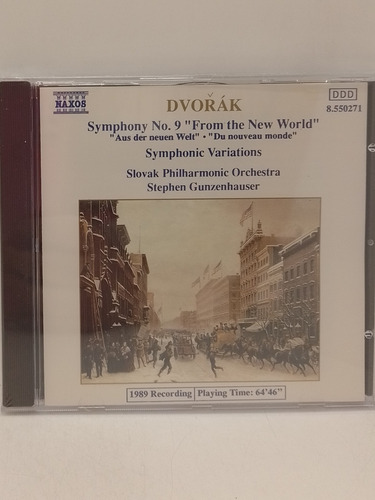 NAXOS
DDD
8.550271
DVOŘÁK
Symphony No. 9 "From the New World"
"Aus der neuen Welt" • "Du nouveau monde"
Symphonic Variations
Slovak Philharmonic Orchestra
Stephen Gunzenhauser
1989 Recording
Playing Time: 64'46"